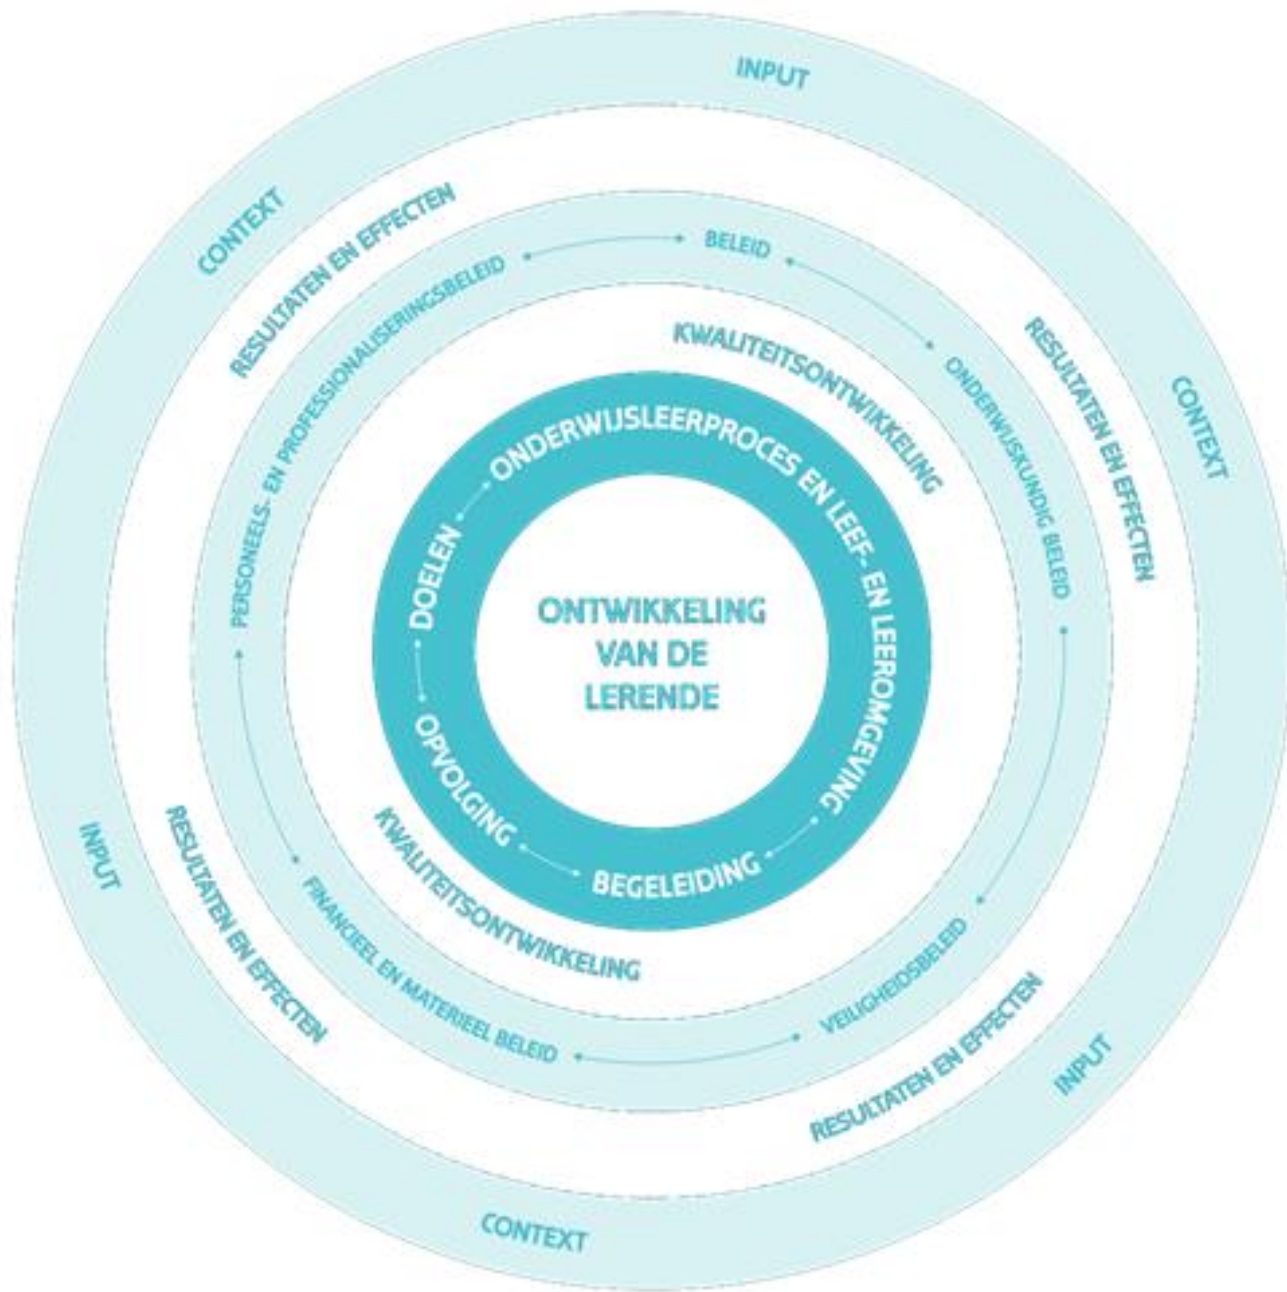 INPUT
CONTEXT
RESULTATEN EN EFFECTEN
BELEID
PERSONEELS- EN PROFESSIONALISERINGSBELEID
KWALITEITSONTWIKKELING
RESULTATEN EN EFFECTEN
ONDERWIJSKUNDIG BELEID
CONTEXT
ONDERWIJSLEERPROCES EN LEEF- EN LEEROMGEVING
DOELEN
ONTWIKKELING
VAN DE
LERENDE
OPVOLGING
BEGELEIDING
INPUT
RESULTATEN EN EFFECTEN
KWALITEITSONTWIKKELING
FINANCIEEL EN MATERIEEL BELEID
VEILIGHEIDSBELEID
RESULTATEN EN EFFECTEN
INPUT
CONTEXT